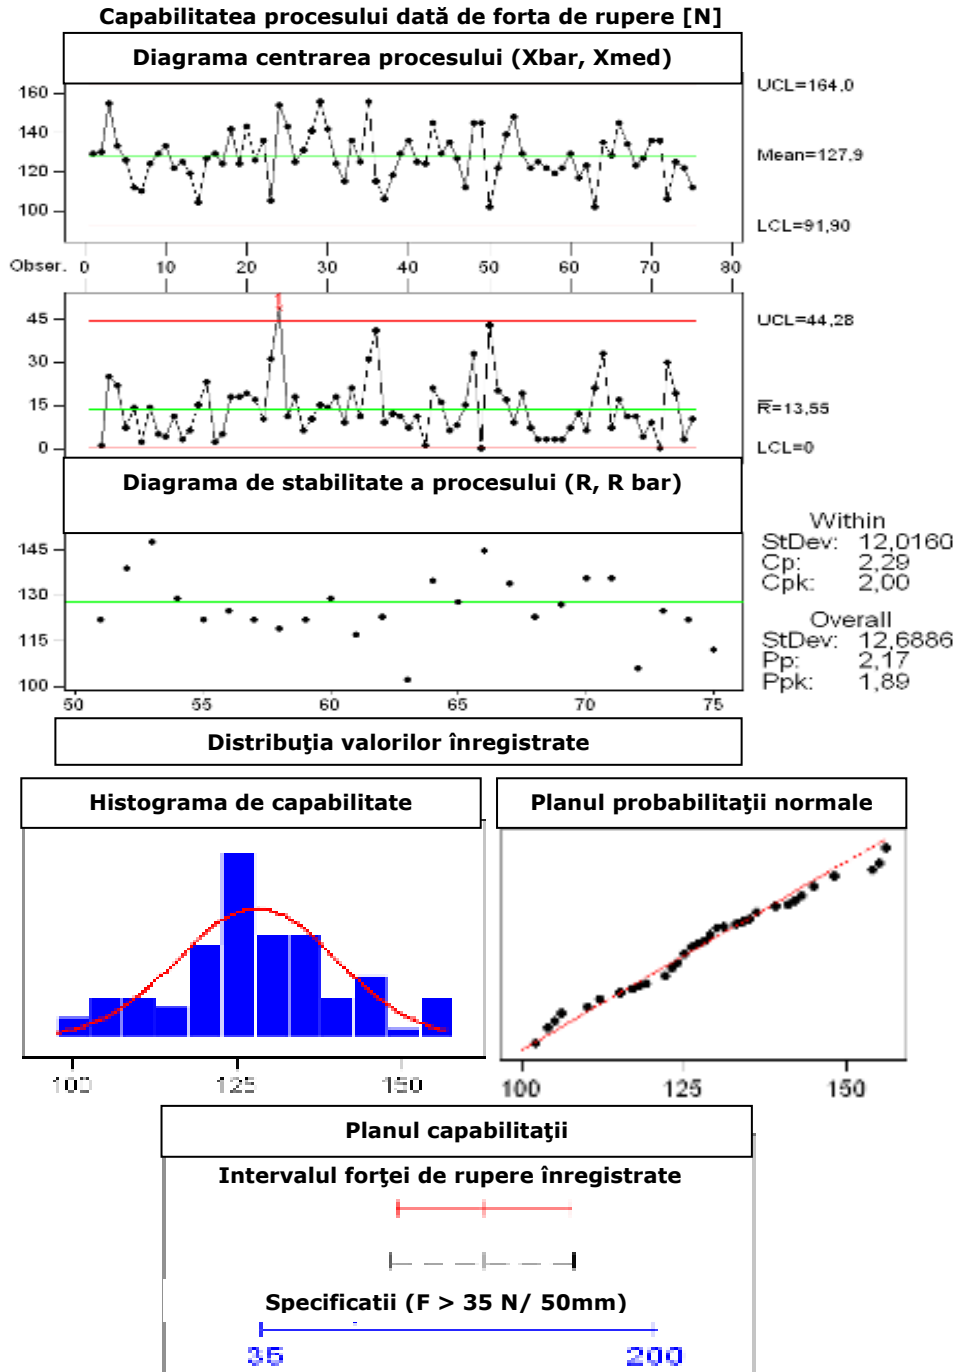 Capabilitatea procesului dată de forta de rupere [N]
Diagrama centrarea procesului (Xbar, Xmed)
160
140
120
100
UCL=164.0
Mean=127.9
LCL=91,90
Obser. 0 10 20 30 40 50 60 70 80
45
30
15
0
UCL=44,28
R=13,55
LCL=0
Diagrama de stabilitate a procesului (R, R bar)
145
130
115
100
50 55 60 65 70 75
Within
StDev: 12,0160
Cp: 2,29
Cpk: 2,00
Overall
StDev: 12,6886
Pp: 2,17
Ppk: 1,89
Distribuţia valorilor înregistrate
Histograma de capabilitate
100 125 150
Planul probabilitaţii normale
100 125 150
Planul capabilitaţii
Intervalul forţei de rupere înregistrate
Specificatii (F > 35 N/ 50mm)
35 200